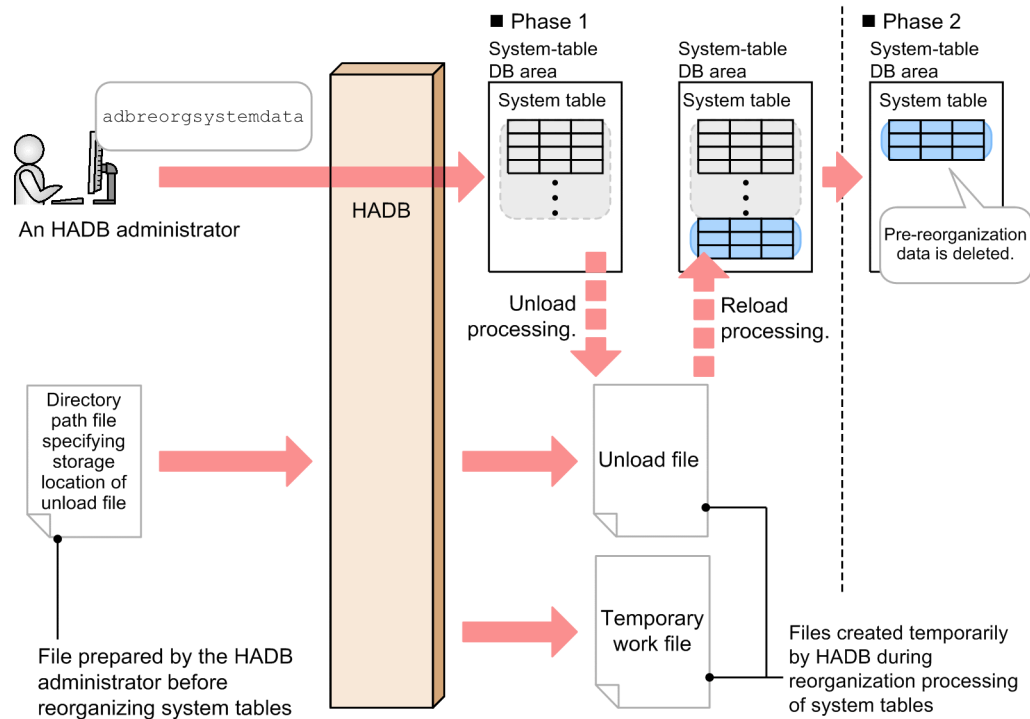 ■ Phase 1
■ Phase 2
System-table
DB area
System table
System-table
DB area
System table
System-table
DB area
System table
adbreorgsystemdata
HADB
An HADB administrator
Pre-reorganization
data is deleted.
Unload
processing.
Reload
processing.
Directory
path file
specifying
storage
location of
unload file
Unload file
Temporary
work file
File prepared by the HADB
administrator before
reorganizing system tables
Files created temporarily
by HADB during
reorganization processing
of system tables